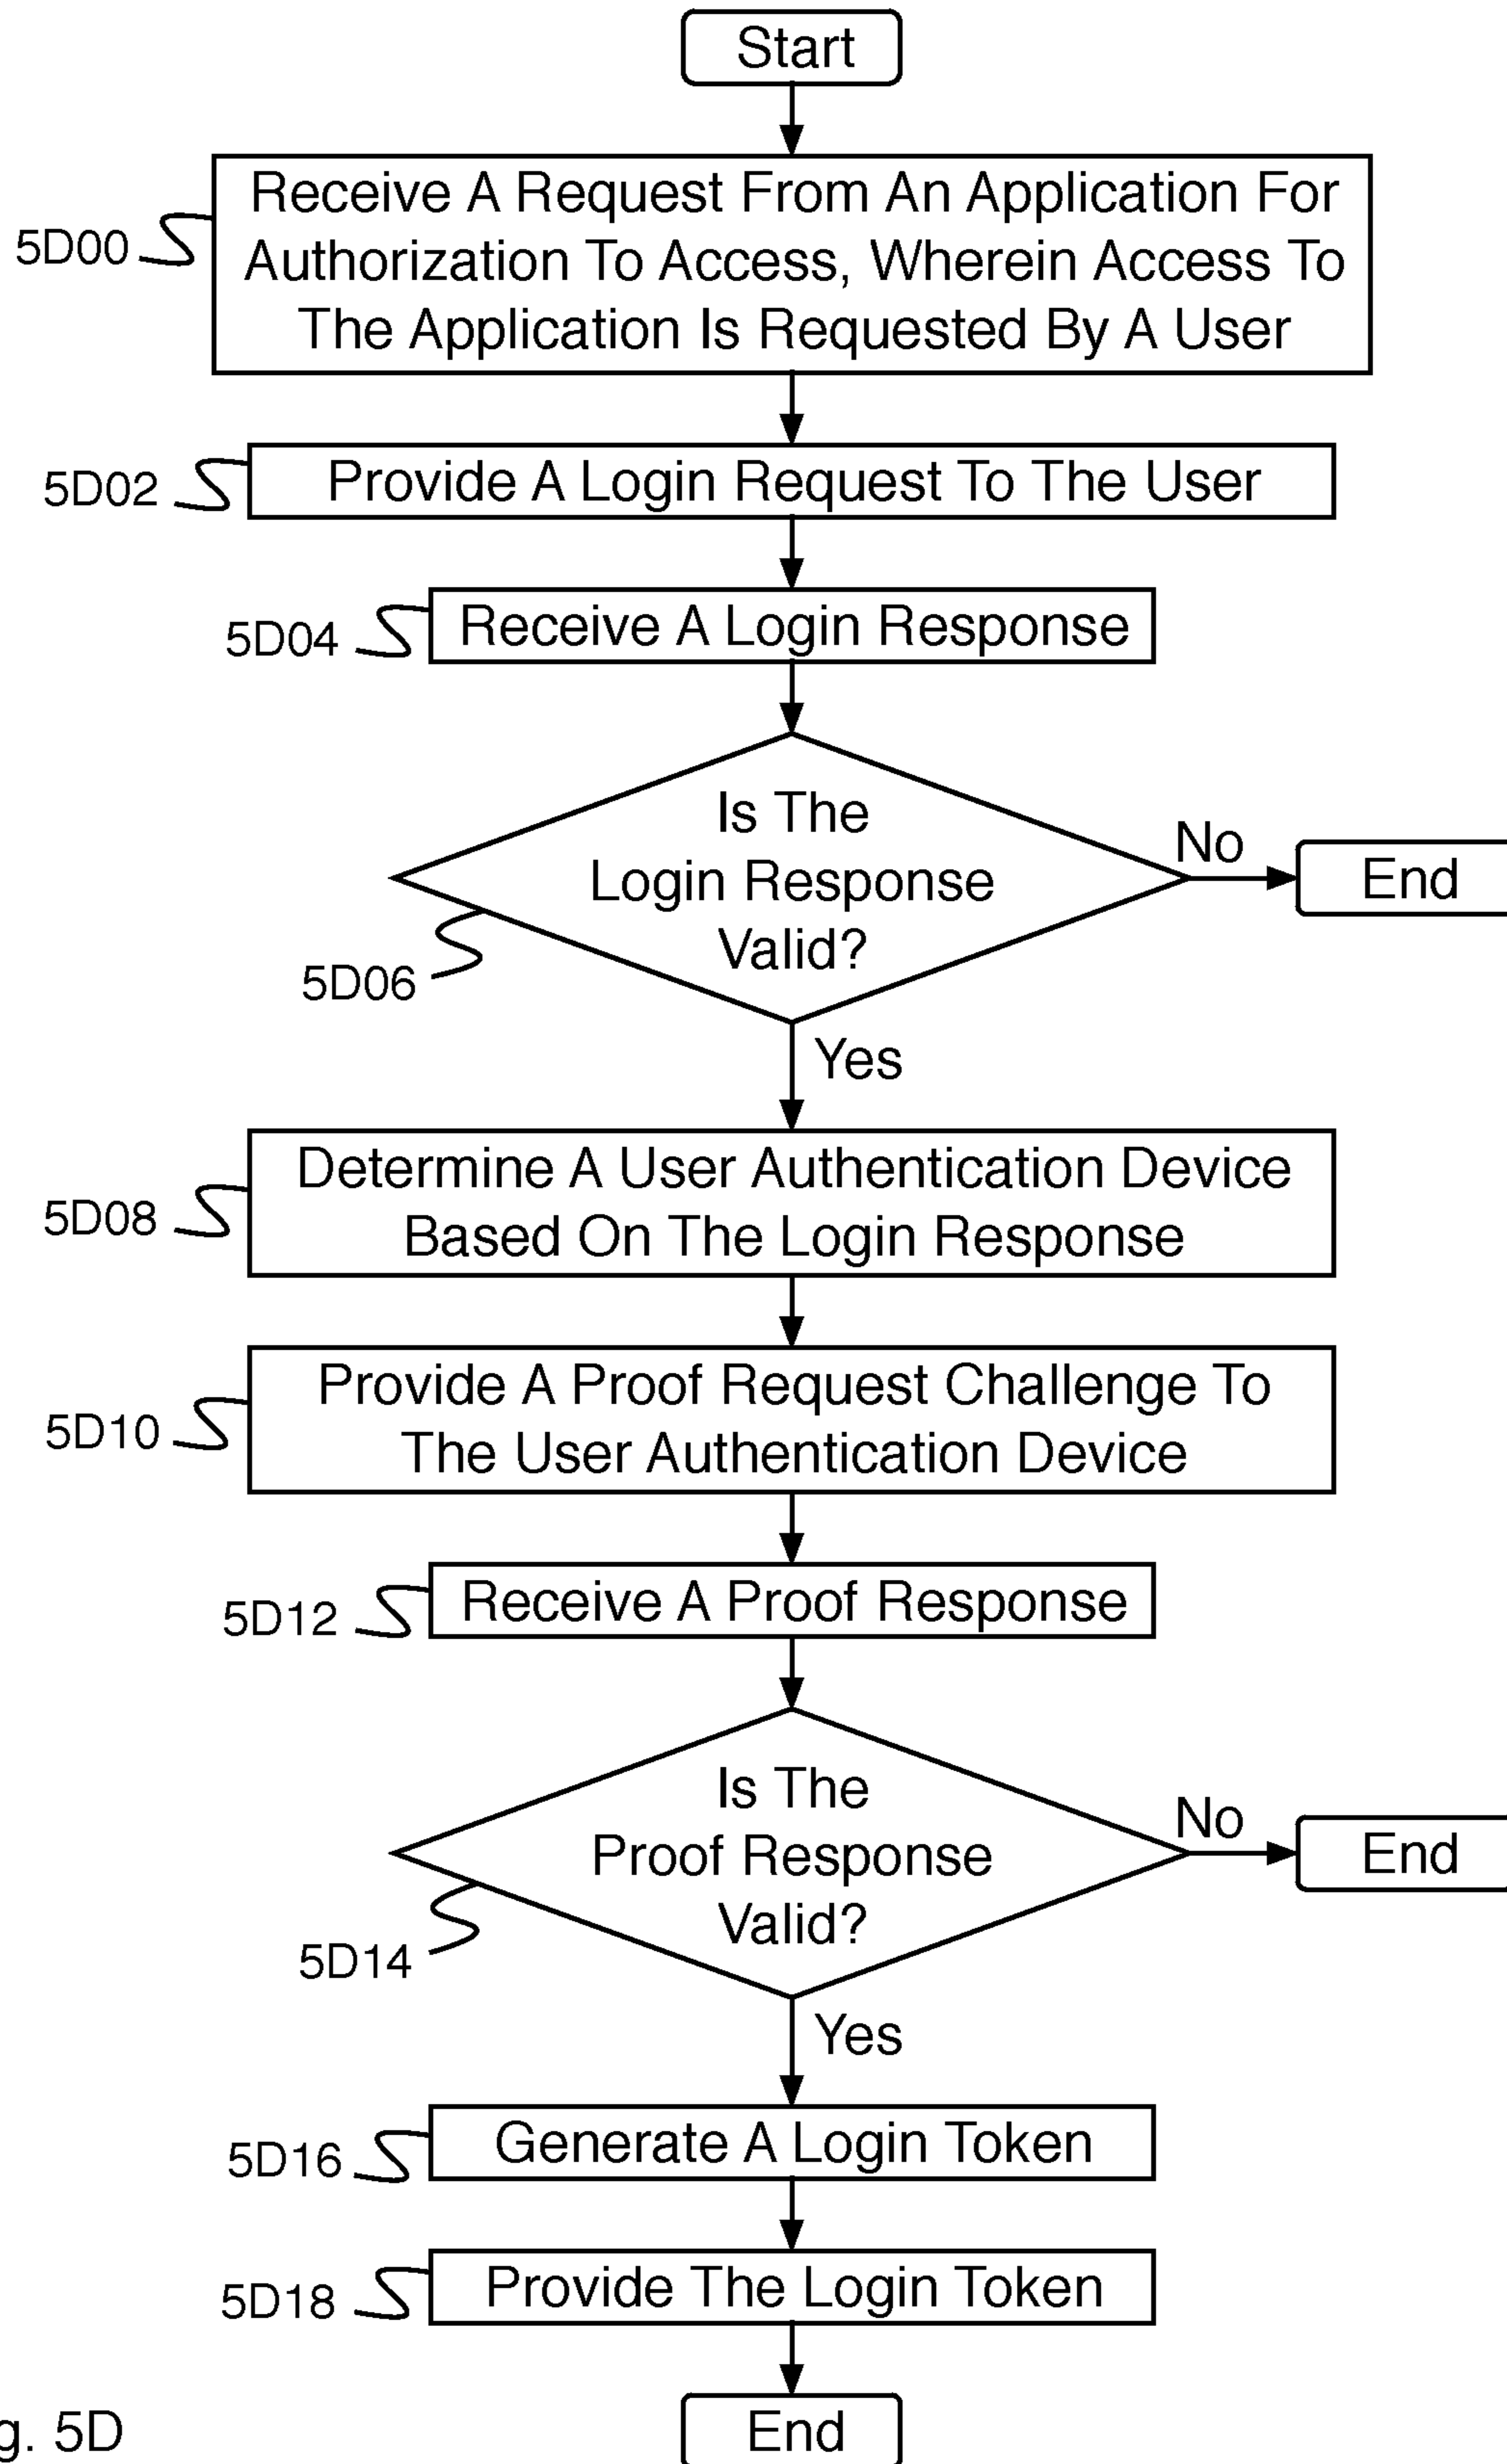 Start
5D00
Receive A Request From An Application For
Authorization To Access, Wherein Access To
The Application Is Requested By A User
5D02
Provide A Login Request To The User
5D04
Receive A Login Response
Is The
Login Response
Valid?
No
End
5D06
Yes
5D08
Determine A User Authentication Device
Based On The Login Response
5D10
Provide A Proof Request Challenge To
The User Authentication Device
5D12
Receive A Proof Response
Is The
Proof Response
Valid?
No
End
5D14
Yes
5D16
Generate A Login Token
5D18
Provide The Login Token
End
g. 5D